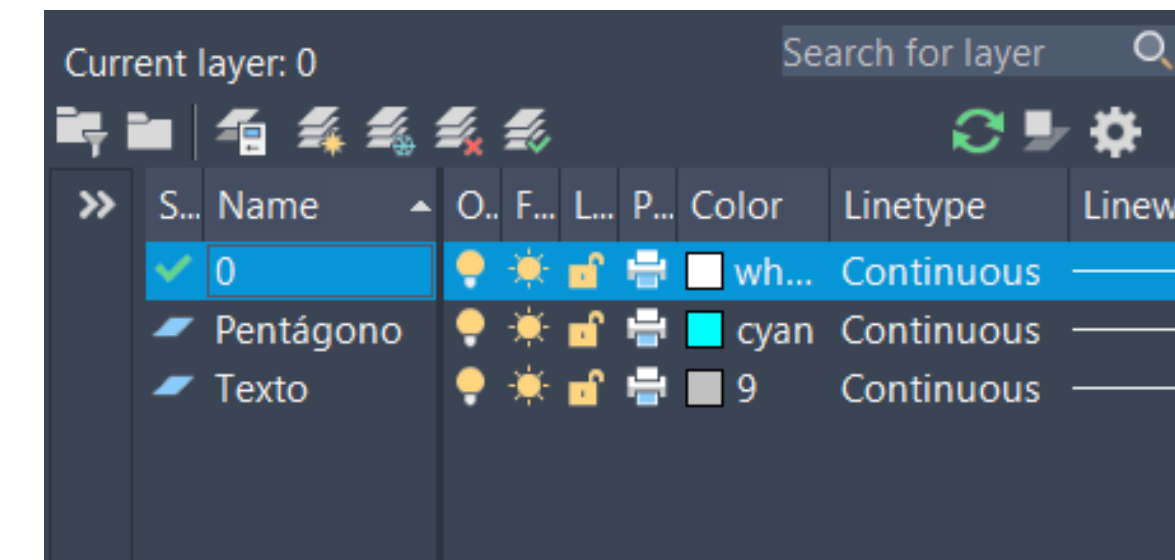 Current layer: 0
Search for layer
S... Name O.. F... L... P... Color Linetype Linew
0 wh... Continuous
Pentágono cyan Continuous
Texto 9 Continuous